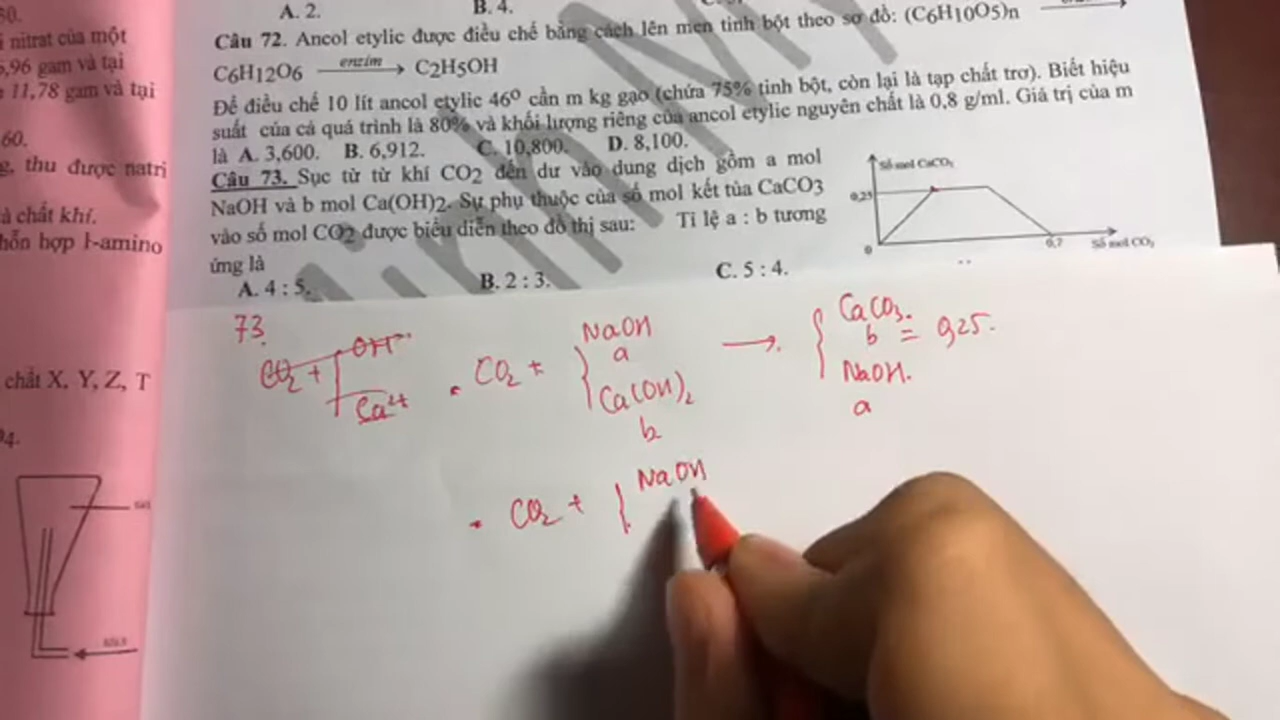 30.
A. 2.
B. 4.
i nitrat của một
5,96 gam và tại
11,78 gam và tại
60.
g, thu được natri
à chất khí.
hỗn hợp
-amino
chất X, Y, Z, T
Câu 72. Ancol etylic được điều chế bằng cách lên men tinh bột theo sơ đồ: (C6H10O5)n
C6H12O6 enzim C2H5OH
Để điều chế 10 lít ancol etylic 46⁰ cần m kg gạo (chứa 75% tinh bột, còn lại là tạp chất trơ). Biết hiệu
suất của cả quá trình là 80% và khối lượng riêng của ancol etylic nguyên chất là 0,8 g/ml. Giá trị của m
là A. 3,600. B. 6,912. C. 10,800. D. 8,100.
Câu 73. Sục từ từ khí CO2 đến dư vào dung dịch gồm a mol
NaOH và b mol Ca(OH)2. Sự phụ thuộc của số mol kết tủa CaCO3
vào số mol CO2 được biểu diễn theo đồ thị sau: Tỉ lệ a : b tương
ứng là
A. 4 : 5. B. 2 : 3. C. 5 : 4.
Số mol CaCO3
0,25
0
0,7
Số mol CO2
Minh
73.
CO2 + OH-
Ca2+
CO2 + NaOH
a
Ca(OH)2
b
→ CaCO3.
b = 0,25.
NaOH.
a
CO2 + NaOH